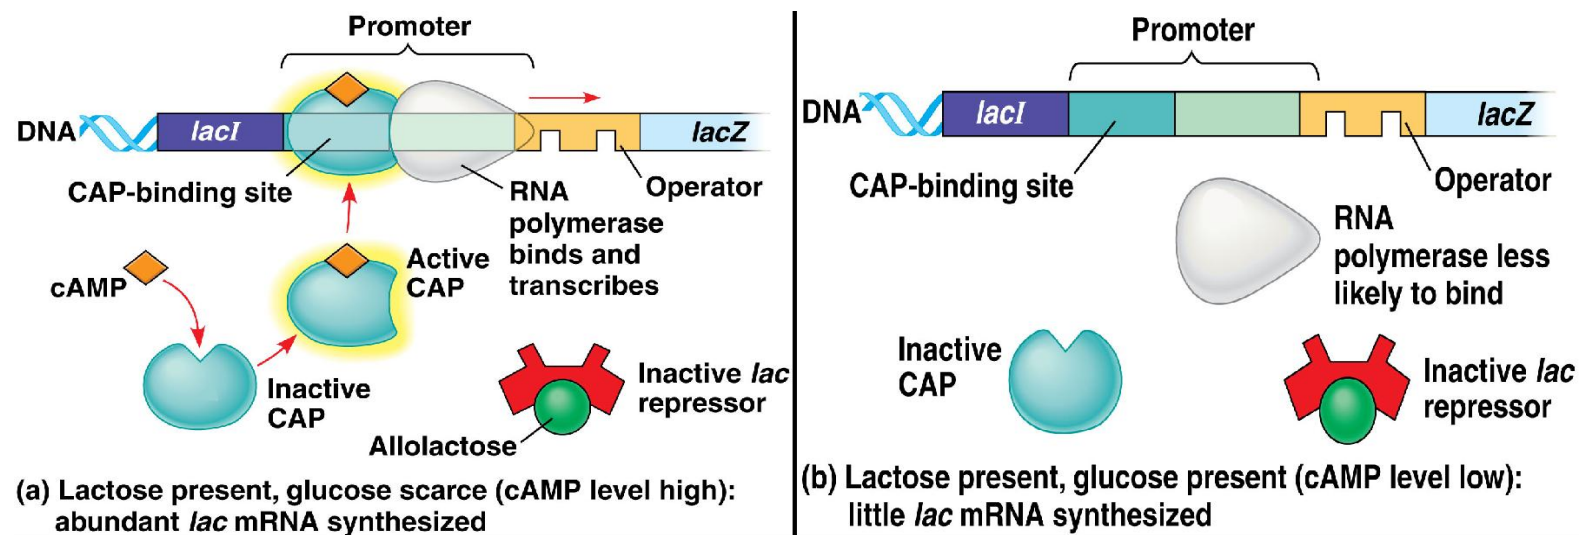 Promoter
DNA
lacI
lacZ
CAP-binding site
RNA
polymerase
binds and
transcribes
Operator
cAMP
Active
CAP
Inactive
CAP
Inactive lac
repressor
Allolactose
(a) Lactose present, glucose scarce (cAMP level high):
abundant lac mRNA synthesized
Promoter
DNA
lacI
lacZ
CAP-binding site
Operator
RNA
polymerase less
likely to bind
Inactive
CAP
Inactive lac
repressor
(b) Lactose present, glucose present (cAMP level low):
little lac mRNA synthesized